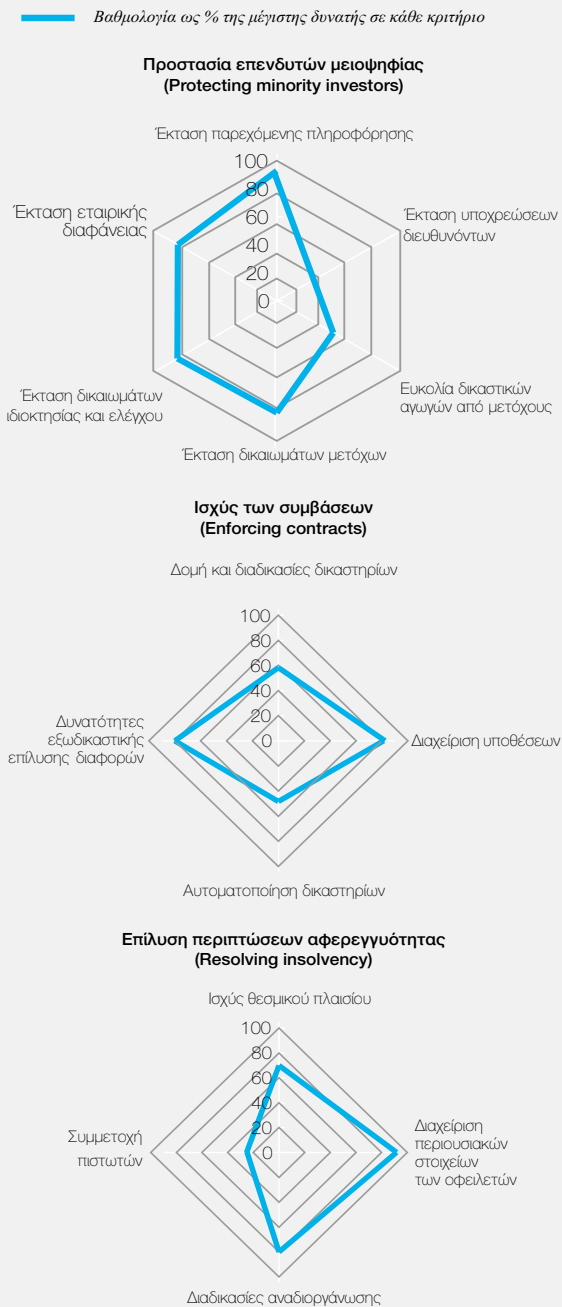 Βαθμολογία ως % της μέγιστης δυνατής σε κάθε κριτήριο
Προστασία επενδυτών μειοψηφίας
(Protecting minority investors)
Έκταση παρεχόμενης πληροφόρησης
100
80
60
40
20
0
Έκταση εταιρικής
διαφάνειας
Έκταση υποχρεώσεων
διευθυνόντων
Έκταση δικαιωμάτων
ιδιοκτησίας και ελέγχου
Ευκολία δικαστικών
αγωγών από μετόχους
Έκταση δικαιωμάτων μετόχων
Ισχύς των συμβάσεων
(Enforcing contracts)
Δομή και διαδικασίες δικαστηρίων
100
80
60
40
20
0
Δυνατότητες
εξωδικαστικής
επίλυσης διαφορών
Διαχείριση υποθέσεων
Αυτοματοποίηση δικαστηρίων
Επίλυση περιπτώσεων αφερεγγυότητας
(Resolving insolvency)
Ισχύς θεσμικού πλαισίου
100
80
60
40
20
0
Συμμετοχή
πιστωτών
Διαχείριση
περιουσιακών
στοιχείων
των οφειλετών
Διαδικασίες αναδιοργάνωσης